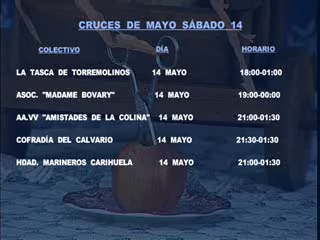 CRUCES DE MAYO SÁBADO 14
COLECTIVO DÍA HORARIO
LA TASCA DE TORREMOLINOS 14 MAYO 18:00-01:00
ASOC. "MADAME BOVARY" 14 MAYO 19:00-00:00
AA.VV "AMISTADES DE LA COLINA" 14 MAYO 21:00-01:30
COFRADÍA DEL CALVARIO 14 MAYO 21:30-01:30
HDAD. MARINEROS CARIHUELA 14 MAYO 21:00-01:30